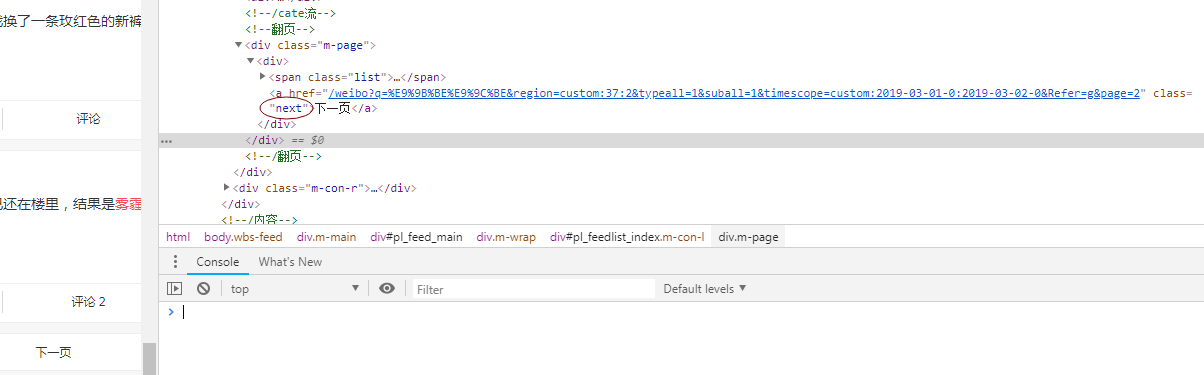 <!--/cate流-->
找换了一条玫红色的新裤
<!--翻页-->
▼<div class="m-page">
▼<div>
▶<span class="list">…</span>
<a href="/weibo?q=%E9%9B%BE%E9%9C%BE&region=custom:37:2&typeall=1&suball=1&timescope=custom:2019-03-01-0:2019-03-02-0&Refer=g&page=2" class=
"next">下一页</a>
评论
</div>
… </div> == $0
<!--/翻页-->
</div>
▶<div class="m-con-r">…</div>
还在楼里，结果是雾霾
</div>
<!--/内容-->
html body.wbs-feed div.m-main div#pl_feed_main div.m-wrap div#pl_feedlist_index.m-con-l div.m-page
Console What's New
top ▼ Filter Default levels ▼
评论 2
>
下一页